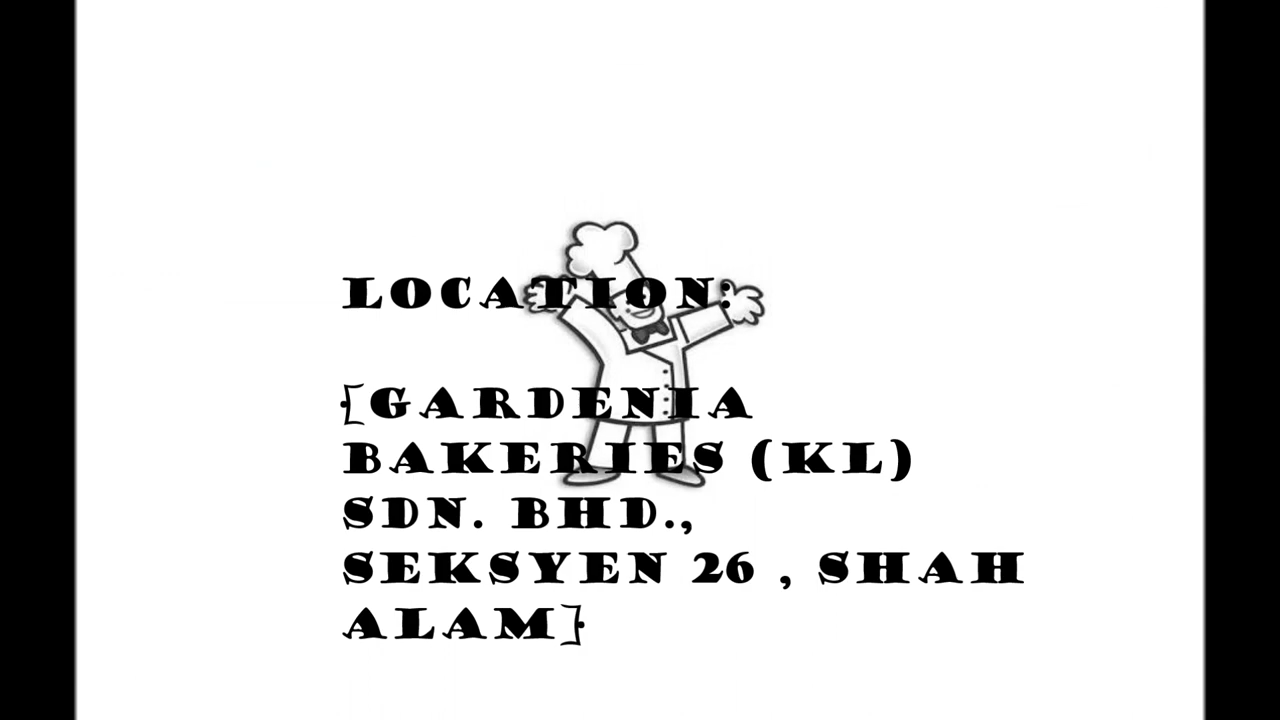 LOCATION:
{GARDENIA
BAKERIES (KL)
SDN. BHD.,
SEKSYEN 26 , SHAH
ALAM}